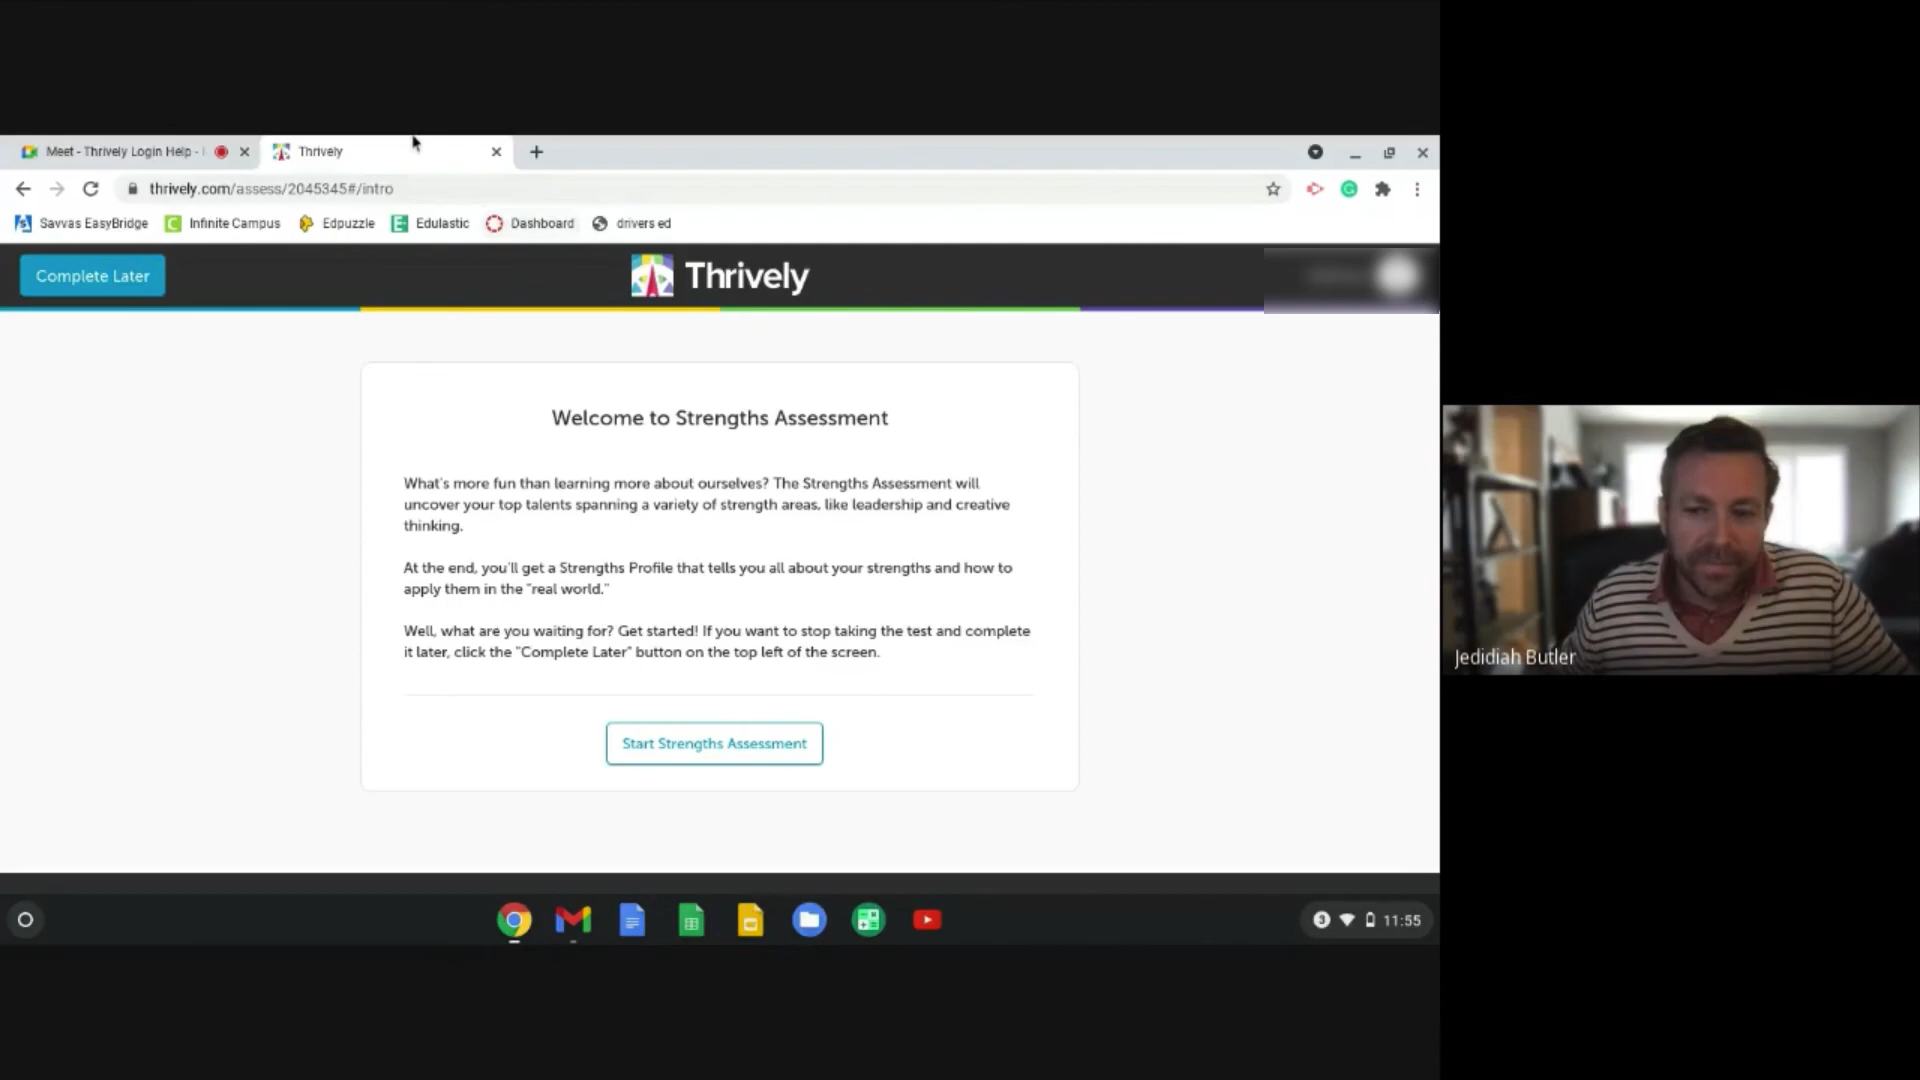 Meet - Thrively Login Help -
Thrively
thrively.com/assess/2045345#/intro
Savvas EasyBridge
Infinite Campus
Edpuzzle
Edulastic
Dashboard
drivers ed
Complete Later
Thrively
Welcome to Strengths Assessment
What's more fun than learning more about ourselves? The Strengths Assessment will
uncover your top talents spanning a variety of strength areas, like leadership and creative
thinking.
At the end, you'll get a Strengths Profile that tells you all about your strengths and how to
apply them in the "real world."
Well, what are you waiting for? Get started! If you want to stop taking the test and complete
it later, click the "Complete Later" button on the top left of the screen.
Start Strengths Assessment
Jedidiah Butler
3
11:55